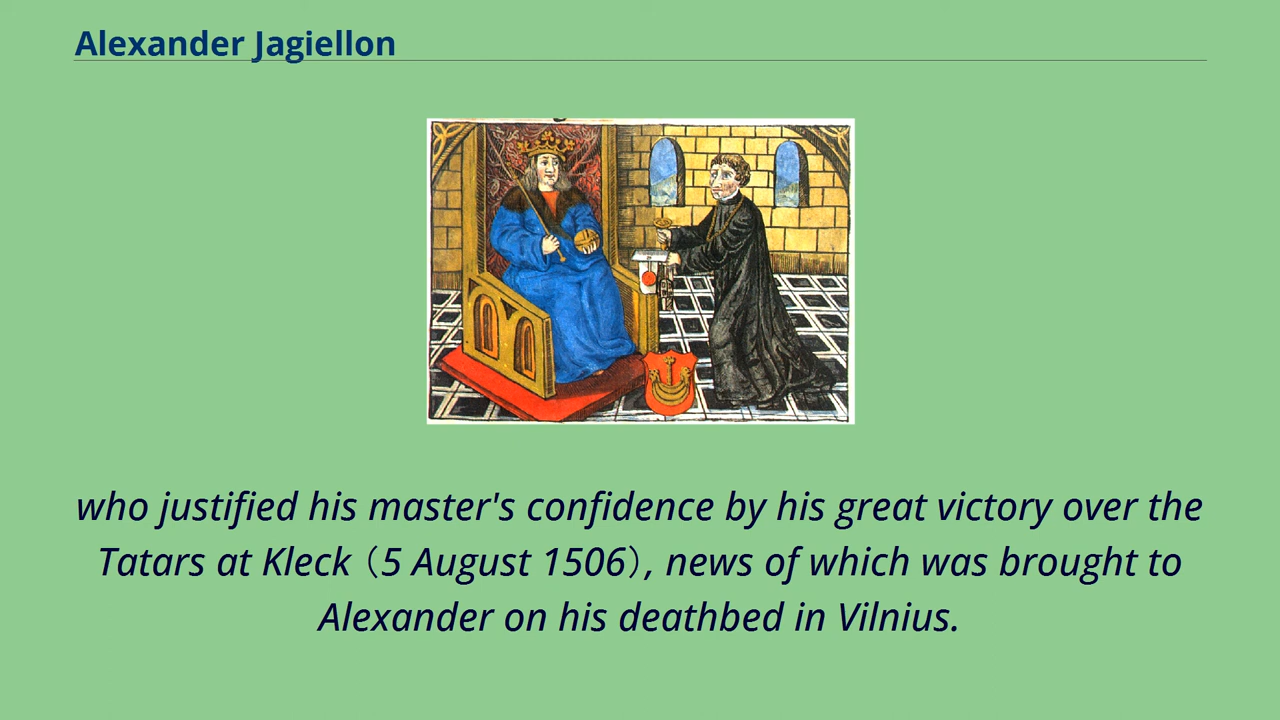 Alexander Jagiellon
who justified his master's confidence by his great victory over the
Tatars at Kleck（5 August 1506）, news of which was brought to
Alexander on his deathbed in Vilnius.